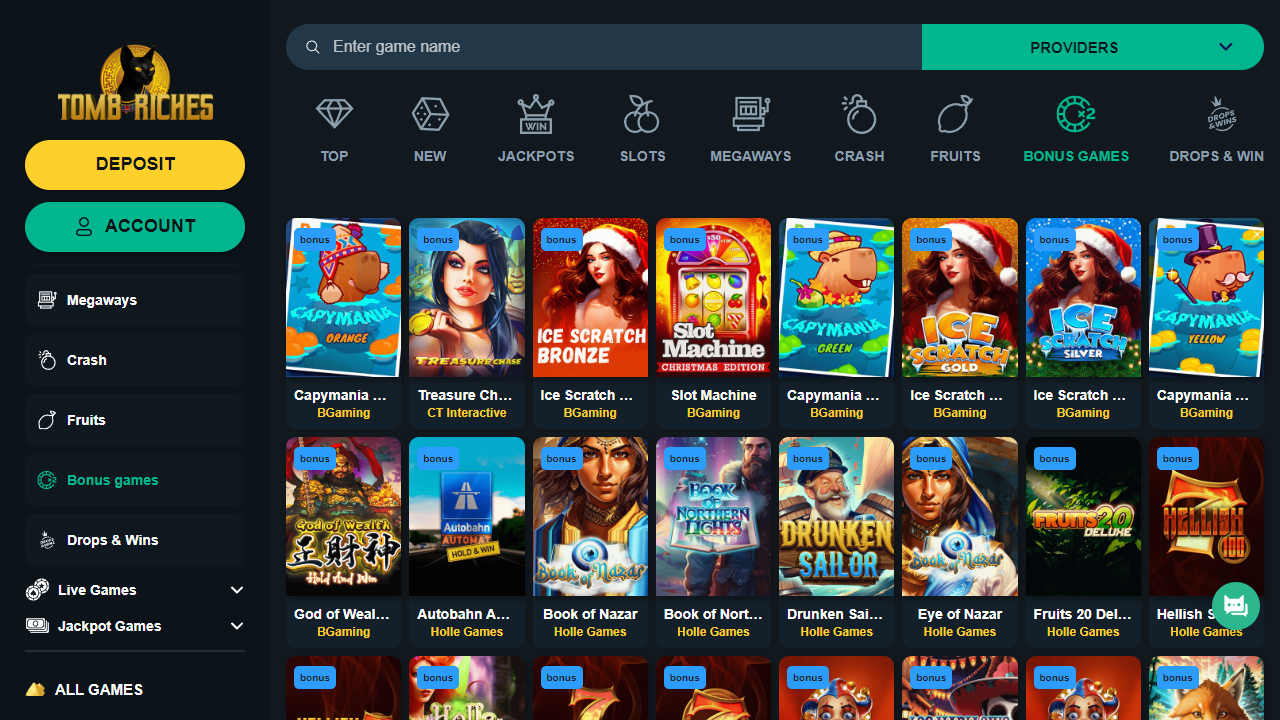 TOMB RICHES
DEPOSIT
ACCOUNT
Megaways
Crash
Fruits
Bonus games
Drops & Wins
Live Games
Jackpot Games
ALL GAMES
Enter game name
PROVIDERS
WIN
X2
DROPS
& WINS
TOP
NEW
JACKPOTS
SLOTS
MEGAWAYS
CRASH
FRUITS
BONUS GAMES
DROPS & WIN
bonus
bonus
bonus
bonus
bonus
bonus
bonus
bonus
CAPYMANIA
ORANGE
TREASURE CHASE
ICE SCRATCH
BRONZE
x50
Slot
Machine
CHRISTMAS EDITION
CAPYMANIA
GREEN
ICE
SCRATCH
GOLD
ICE
SCRATCH
SILVER
CAPYMANIA
YELLOW
Capymania ...
Treasure Ch...
Ice Scratch ...
Slot Machine
Capymania ...
Ice Scratch ...
Ice Scratch ...
Capymania ...
BGaming
CT Interactive
BGaming
BGaming
BGaming
BGaming
BGaming
BGaming
bonus
bonus
bonus
bonus
bonus
bonus
bonus
bonus
God of Wealth
正財神
Hold And Win
Autobahn
AUTOMAT
HOLD & WIN
Book of Nazar
BOOK
OF
NORTHERN
LIGHTS
DRUNKEN
SAILOR
Book of Nazar
FRUITS 20
DELUXE
HELLISH
100
God of Weal...
Autobahn A...
Book of Nazar
Book of Nort...
Drunken Sai...
Eye of Nazar
Fruits 20 Del...
Hellish S
BGaming
Holle Games
Holle Games
Holle Games
Holle Games
Holle Games
Holle Games
Holle Games
bonus
bonus
bonus
bonus
bonus
bonus
bonus
bonus